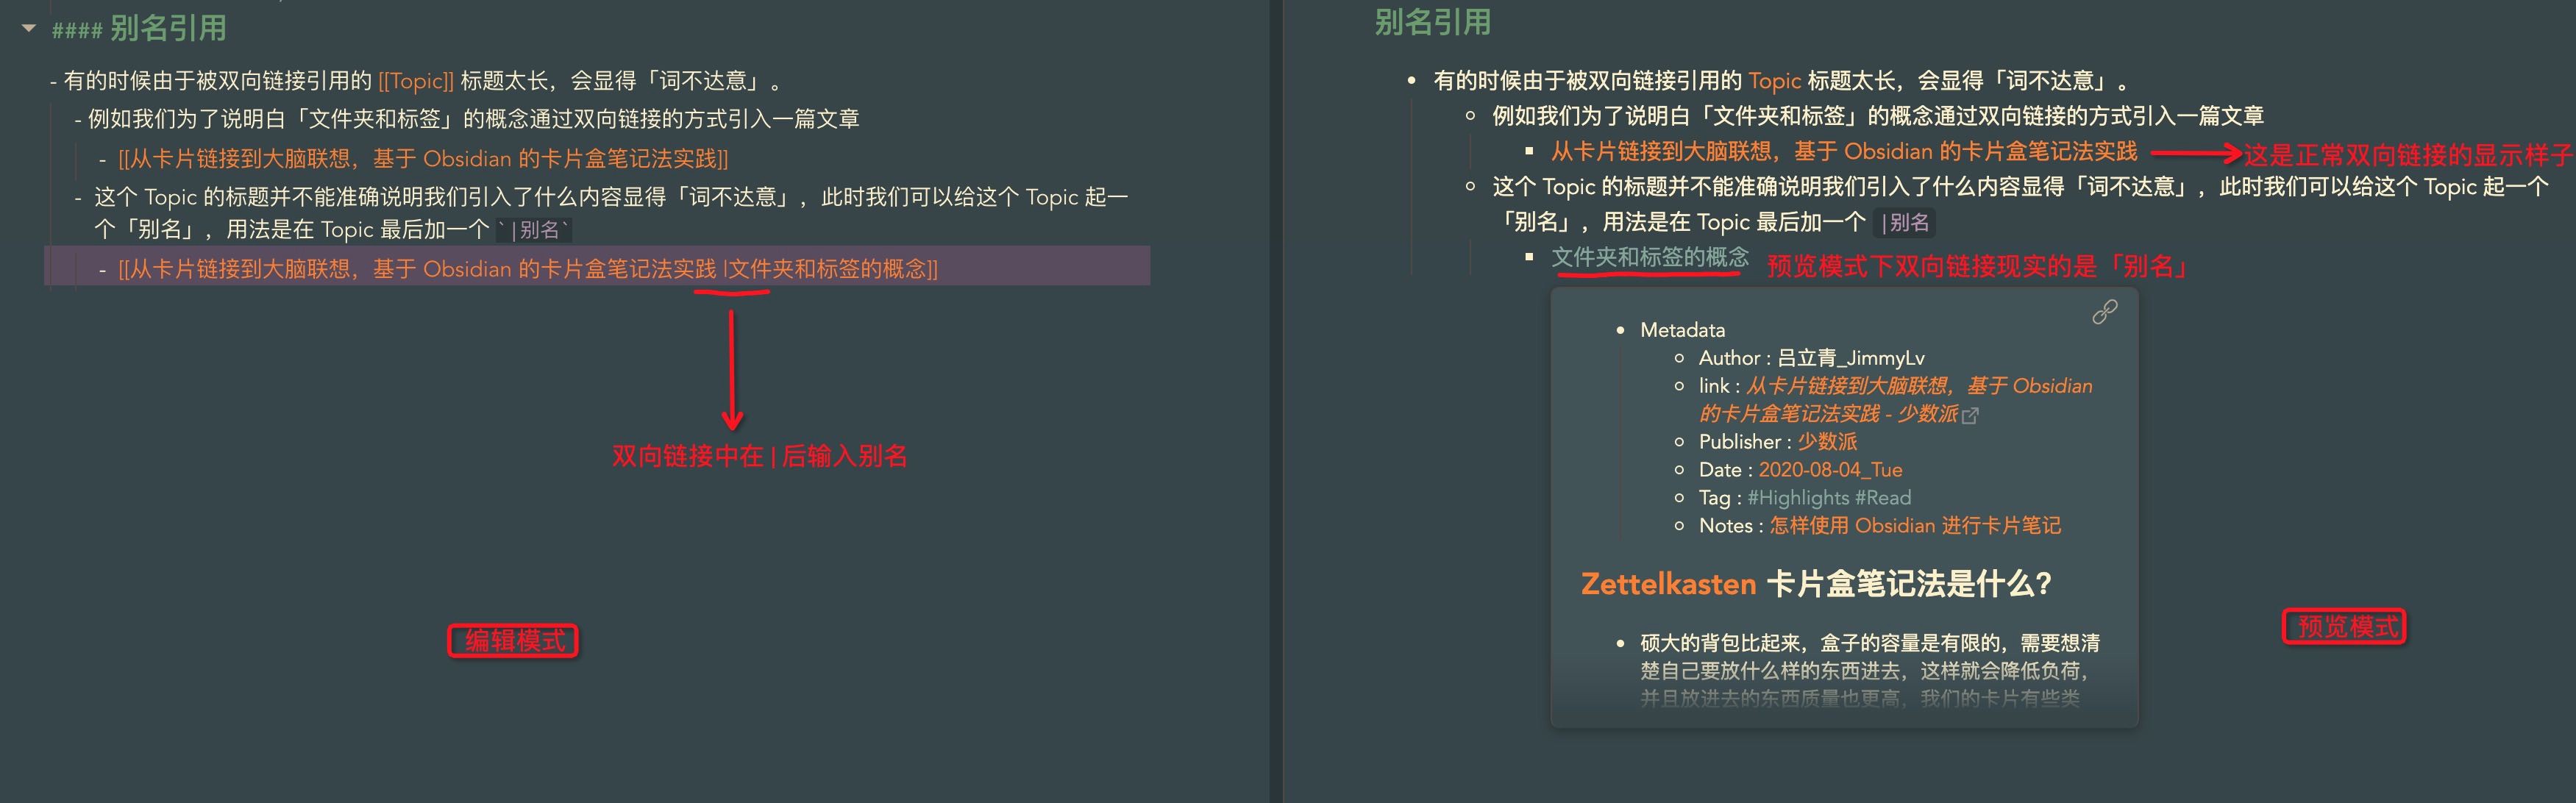 #### 别名引用
- 有的时候由于被双向链接引用的 [[Topic]] 标题太长，会显得「词不达意」。
- 例如我们为了说明白「文件夹和标签」的概念通过双向链接的方式引入一篇文章
- [[从卡片链接到大脑联想，基于 Obsidian 的卡片盒笔记法实践]]
- 这个 Topic 的标题并不能准确说明我们引入了什么内容显得「词不达意」，此时我们可以给这个 Topic 起一
个「别名」，用法是在 Topic 最后加一个 `|别名`
- [[从卡片链接到大脑联想，基于 Obsidian 的卡片盒笔记法实践 |文件夹和标签的概念]]
双向链接中在 | 后输入别名
编辑模式
别名引用
有的时候由于被双向链接引用的 Topic 标题太长，会显得「词不达意」。
例如我们为了说明白「文件夹和标签」的概念通过双向链接的方式引入一篇文章
从卡片链接到大脑联想，基于 Obsidian 的卡片盒笔记法实践 这是正常双向链接的显示样子
这个 Topic 的标题并不能准确说明我们引入了什么内容显得「词不达意」，此时我们可以给这个 Topic 起一个
「别名」，用法是在 Topic 最后加一个 |别名
文件夹和标签的概念 预览模式下双向链接现实的是「别名」
Metadata
Author : 吕立青_JimmyLv
link : 从卡片链接到大脑联想，基于 Obsidian
的卡片盒笔记法实践 - 少数派
Publisher : 少数派
Date : 2020-08-04_Tue
Tag : #Highlights #Read
Notes : 怎样使用 Obsidian 进行卡片笔记
Zettelkasten 卡片盒笔记法是什么?
硕大的背包比起来，盒子的容量是有限的，需要想清
楚自己要放什么样的东西进去，这样就会降低负荷，
并且放进去的东西质量也更高，我们的卡片有些类
预览模式